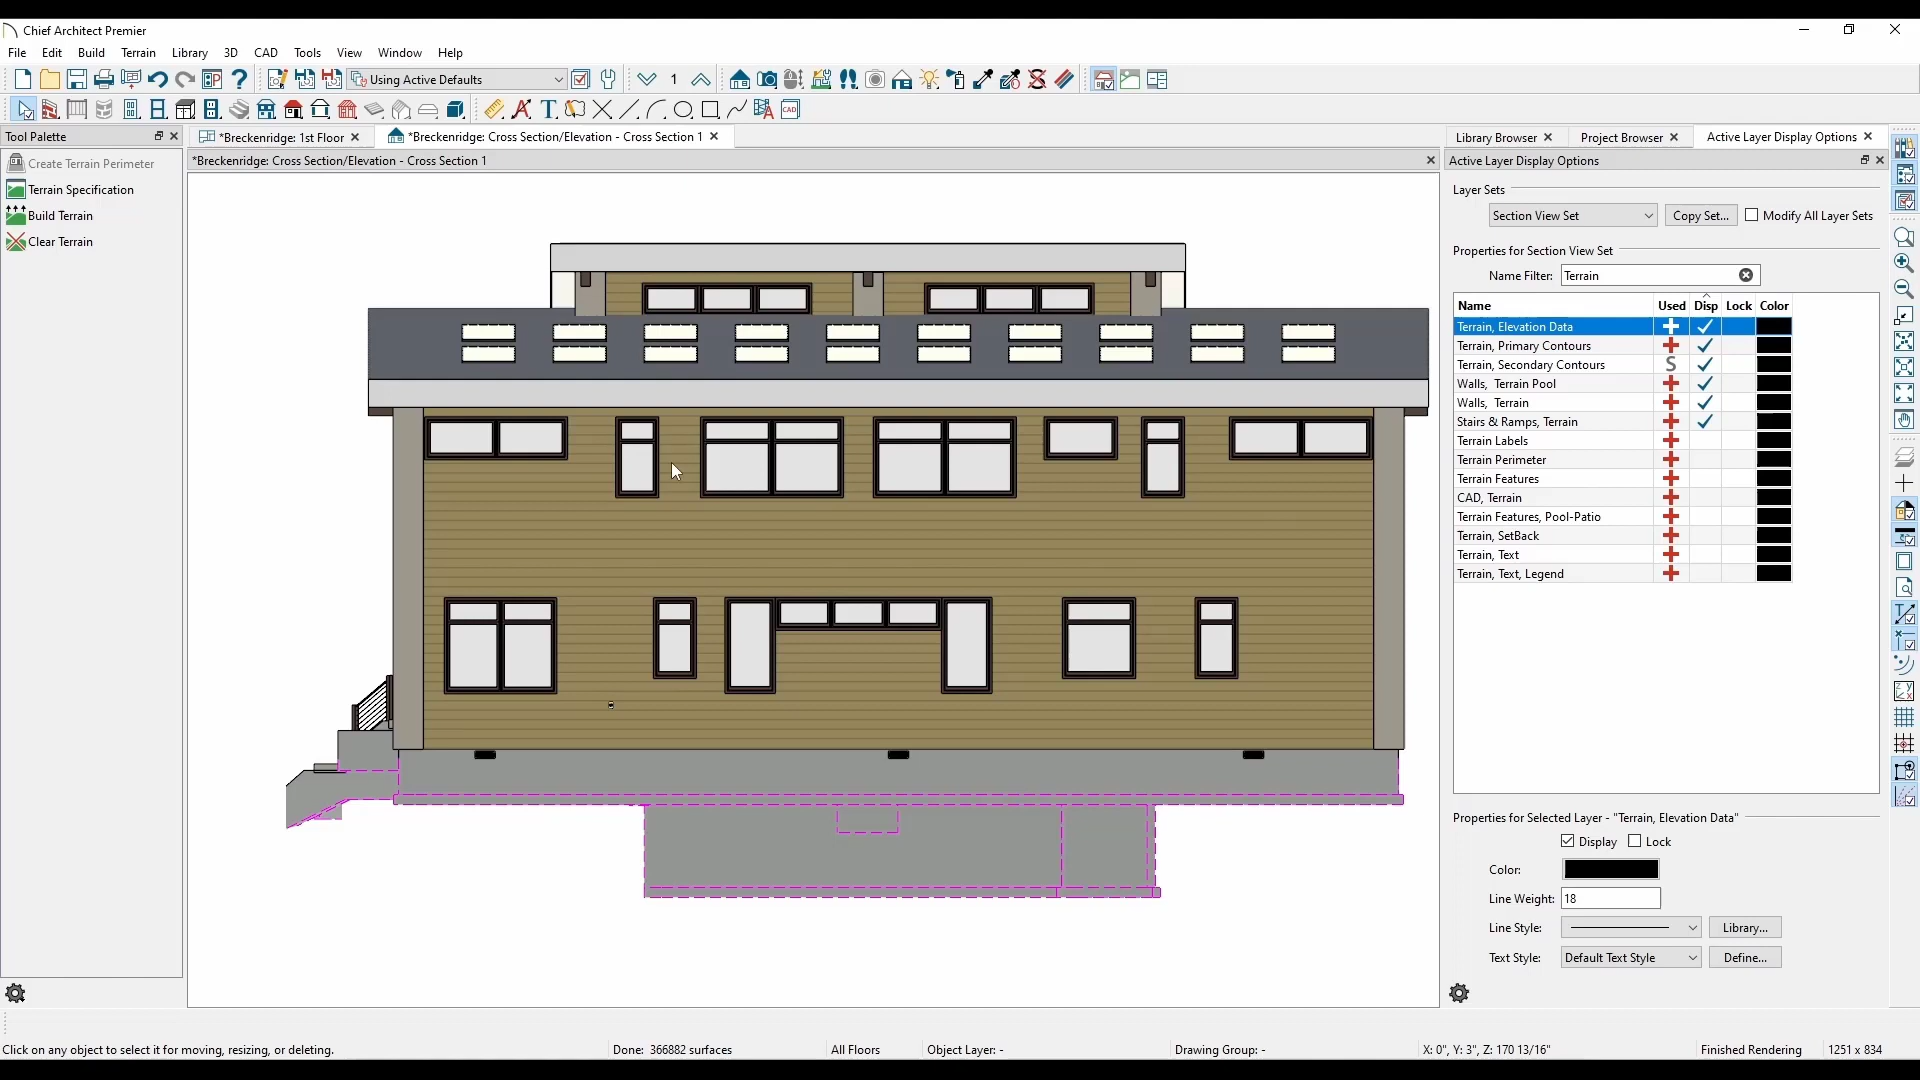 Chief Architect Premier
File Edit Build Terrain Library 3D CAD Tools View Window Help
Using Active Defaults 1
Tool Palette
*Breckenridge: 1st Floor *Breckenridge: Cross Section/Elevation - Cross Section 1
Library Browser Project Browser Active Layer Display Options
*Breckenridge: Cross Section/Elevation - Cross Section 1
Active Layer Display Options
Create Terrain Perimeter
Terrain Specification
Build Terrain
Clear Terrain
Layer Sets
Section View Set Copy Set... Modify All Layer Sets
Properties for Section View Set
Name Filter: Terrain
Name Used Disp Lock Color
Terrain, Elevation Data
Terrain, Primary Contours
Terrain, Secondary Contours S
Walls, Terrain Pool
Walls, Terrain
Stairs & Ramps, Terrain
Terrain Labels
Terrain Perimeter
Terrain Features
CAD, Terrain
Terrain Features, Pool-Patio
Terrain, SetBack
Terrain, Text
Terrain, Text, Legend
Properties for Selected Layer - "Terrain, Elevation Data"
Display Lock
Color:
Line Weight: 18
Line Style: Library...
Text Style: Default Text Style Define...
Click on any object to select it for moving, resizing, or deleting. Done: 366882 surfaces All Floors Object Layer: - Drawing Group: - X: 0", Y: 3", Z: 170 13/16" Finished Rendering 1251 x 834